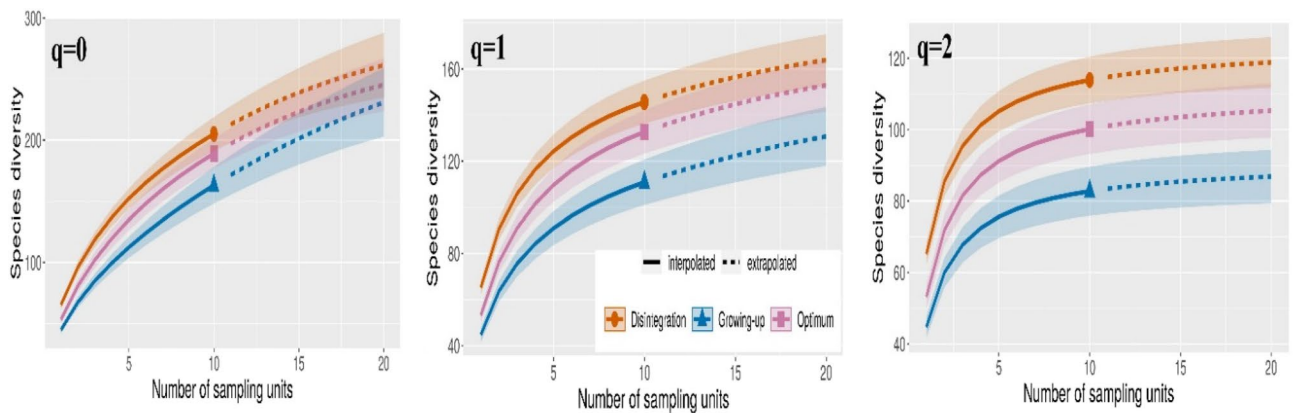 q=0
300
200
100
Species diversity
5
10
15
20
Number of sampling units
q=1
160
120
80
40
Species diversity
interpolated
extrapolated
Disintegration
Growing-up
Optimum
5
10
15
20
Number of sampling units
q=2
120
100
80
60
40
Species diversity
5
10
15
20
Number of sampling units